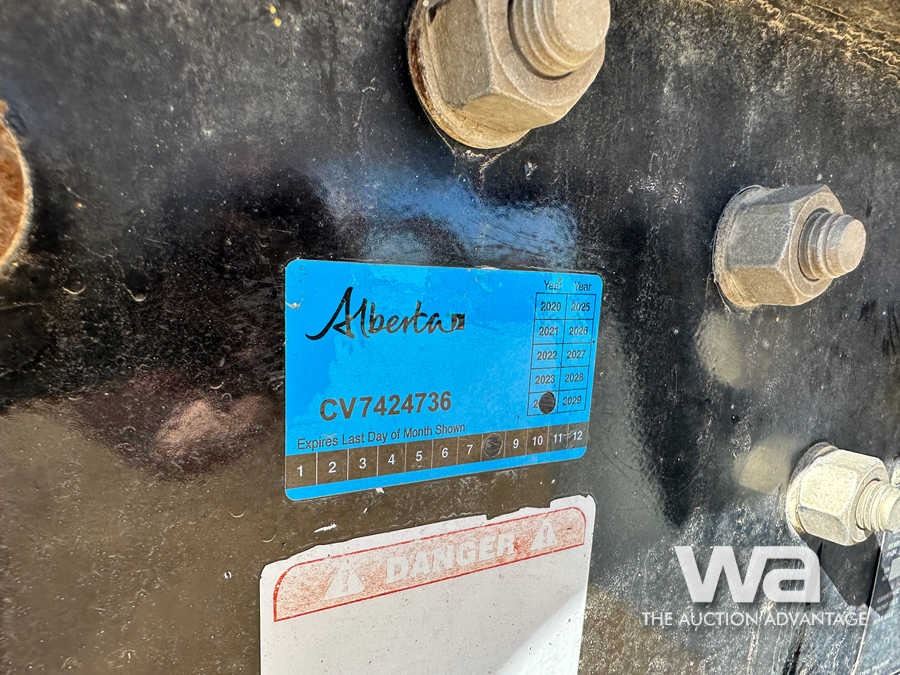 Alberta
Year Year
2020 2025
2021 2026
2022 2027
2023 2028
2029
CV7424736
Expires Last Day of Month Shown
1 2 3 4 5 6 7 9 10 11 12
DANGER
wa
THE AUCTION ADVANTAGE